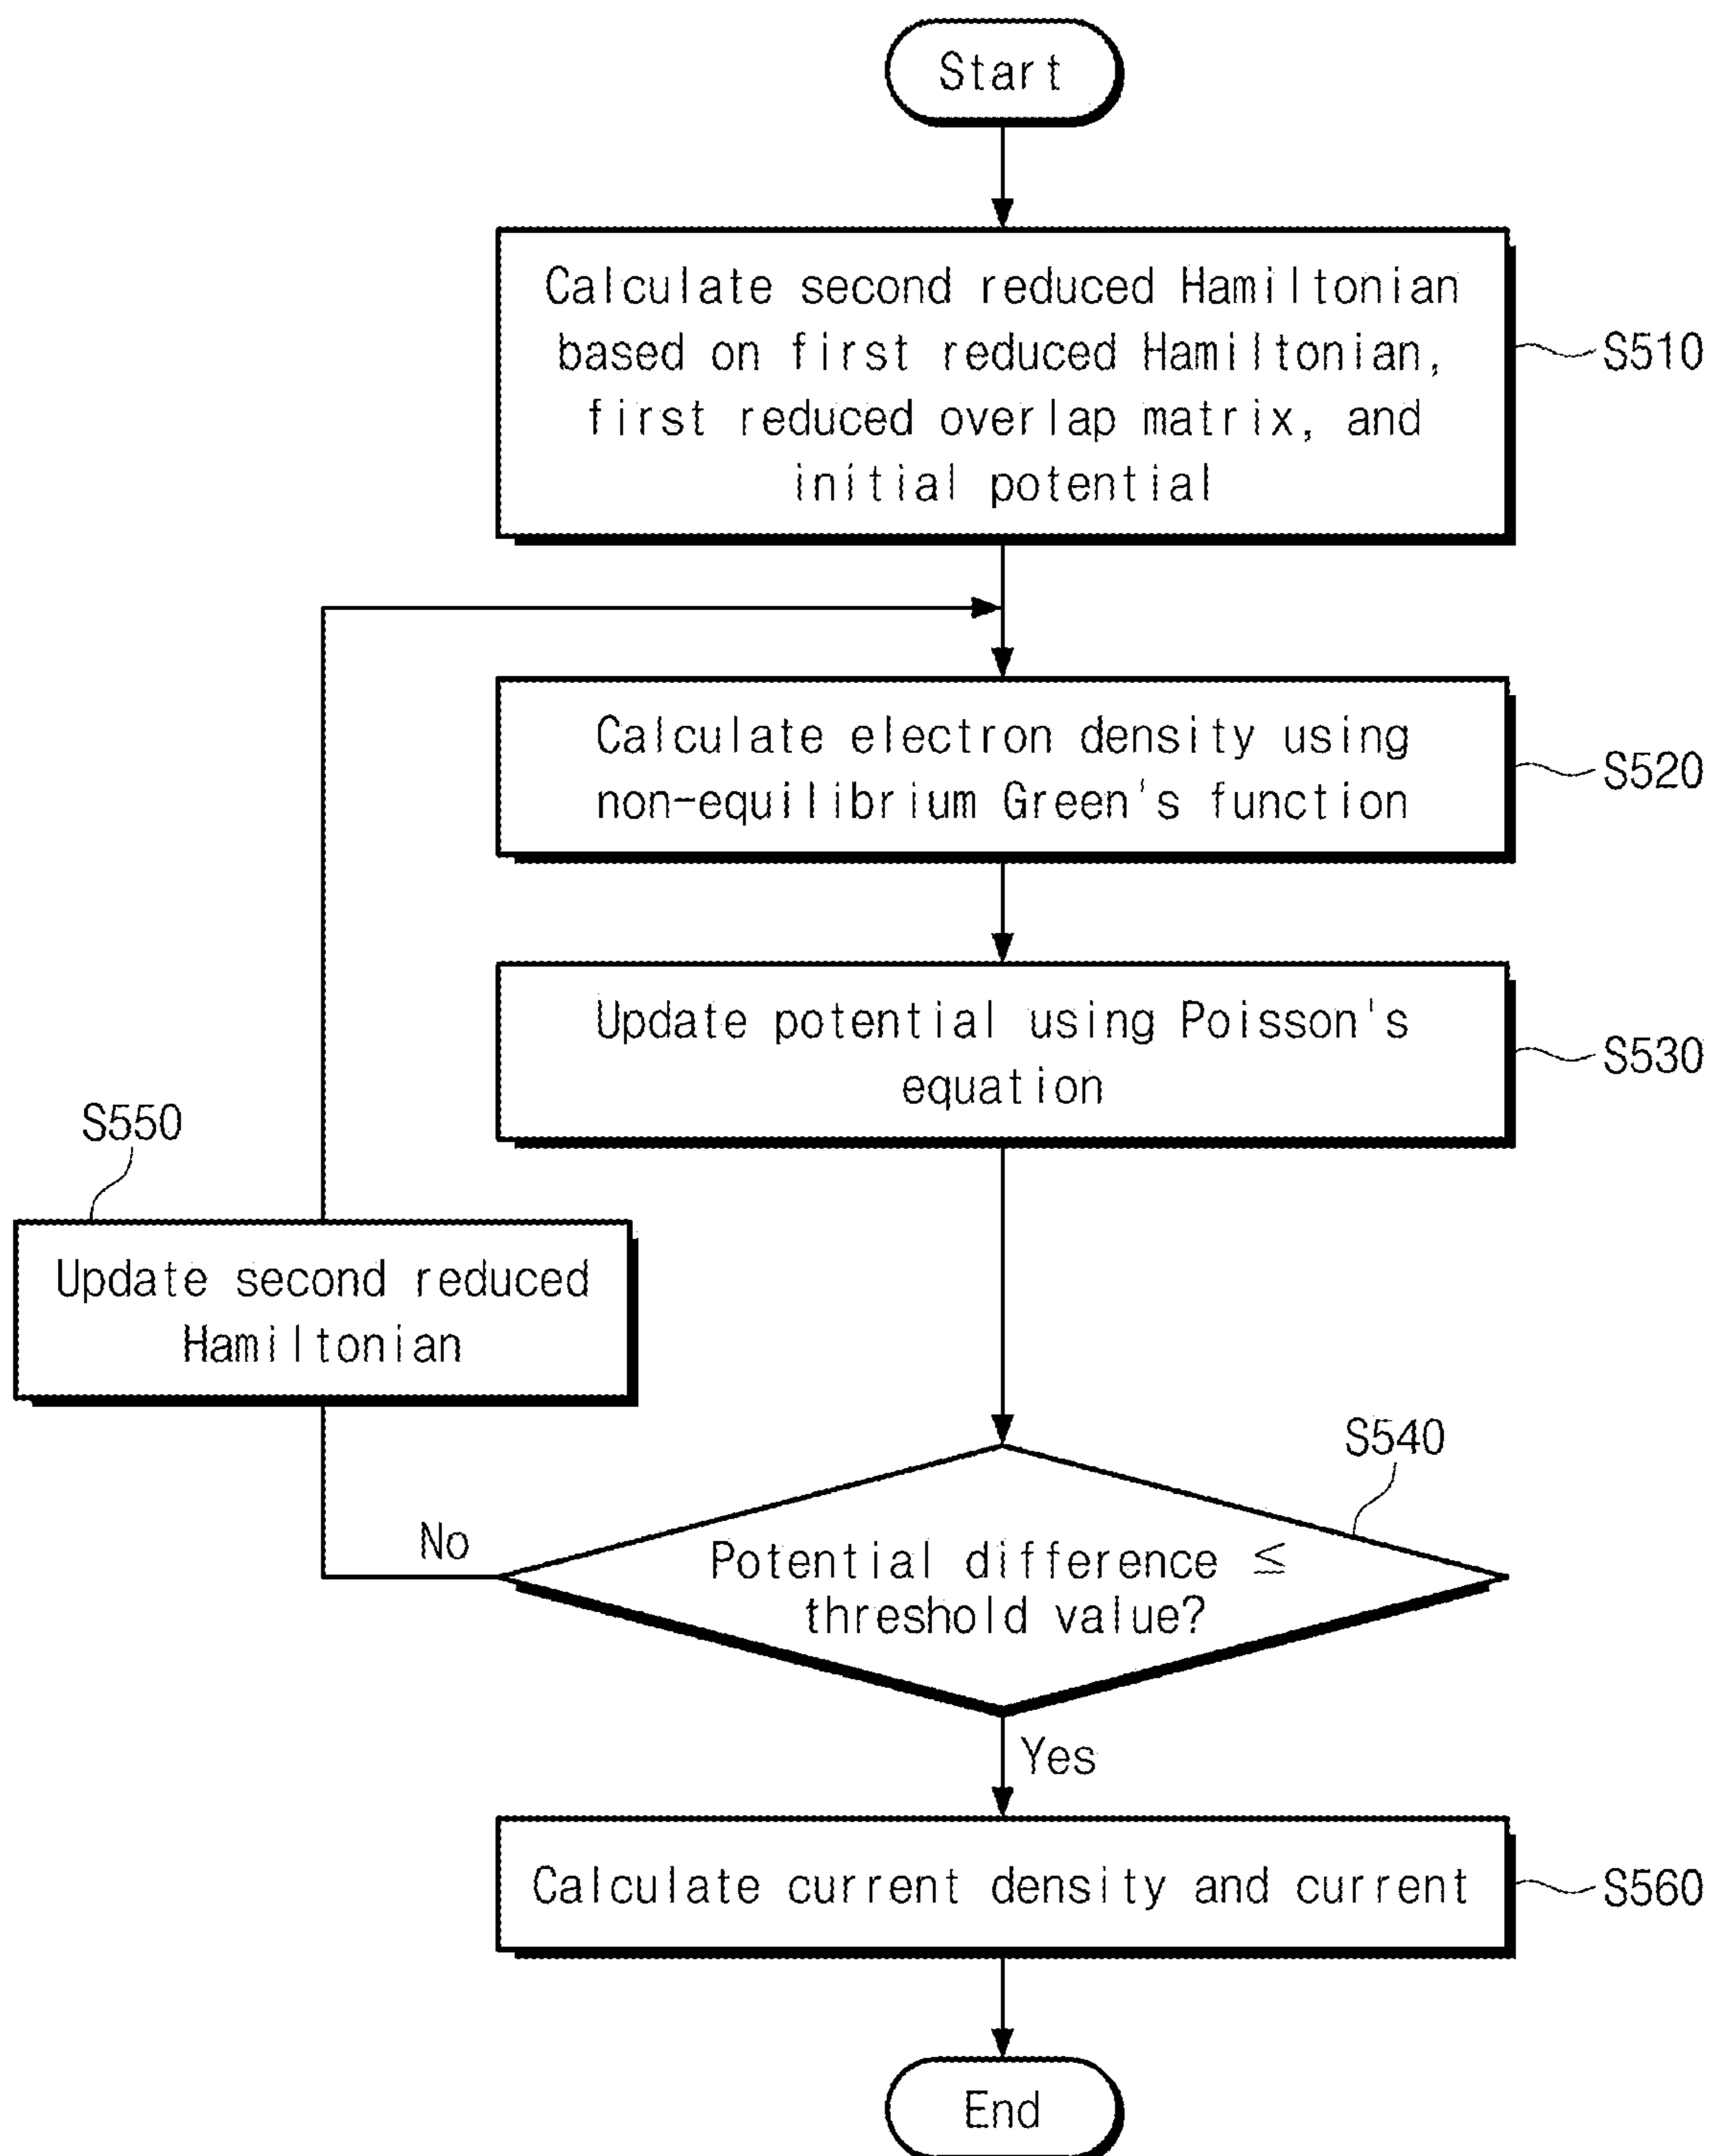 Start
Calculate second reduced Hamiltonian
based on first reduced Hamiltonian,
first reduced overlap matrix, and
initial potential
S510
Calculate electron density using
non-equilibrium Green's function
S520
Update potential using Poisson's
equation
S530
S550
Update second reduced
Hamiltonian
S540
No
Potential difference ≤
threshold value?
Yes
Calculate current density and current
S560
End